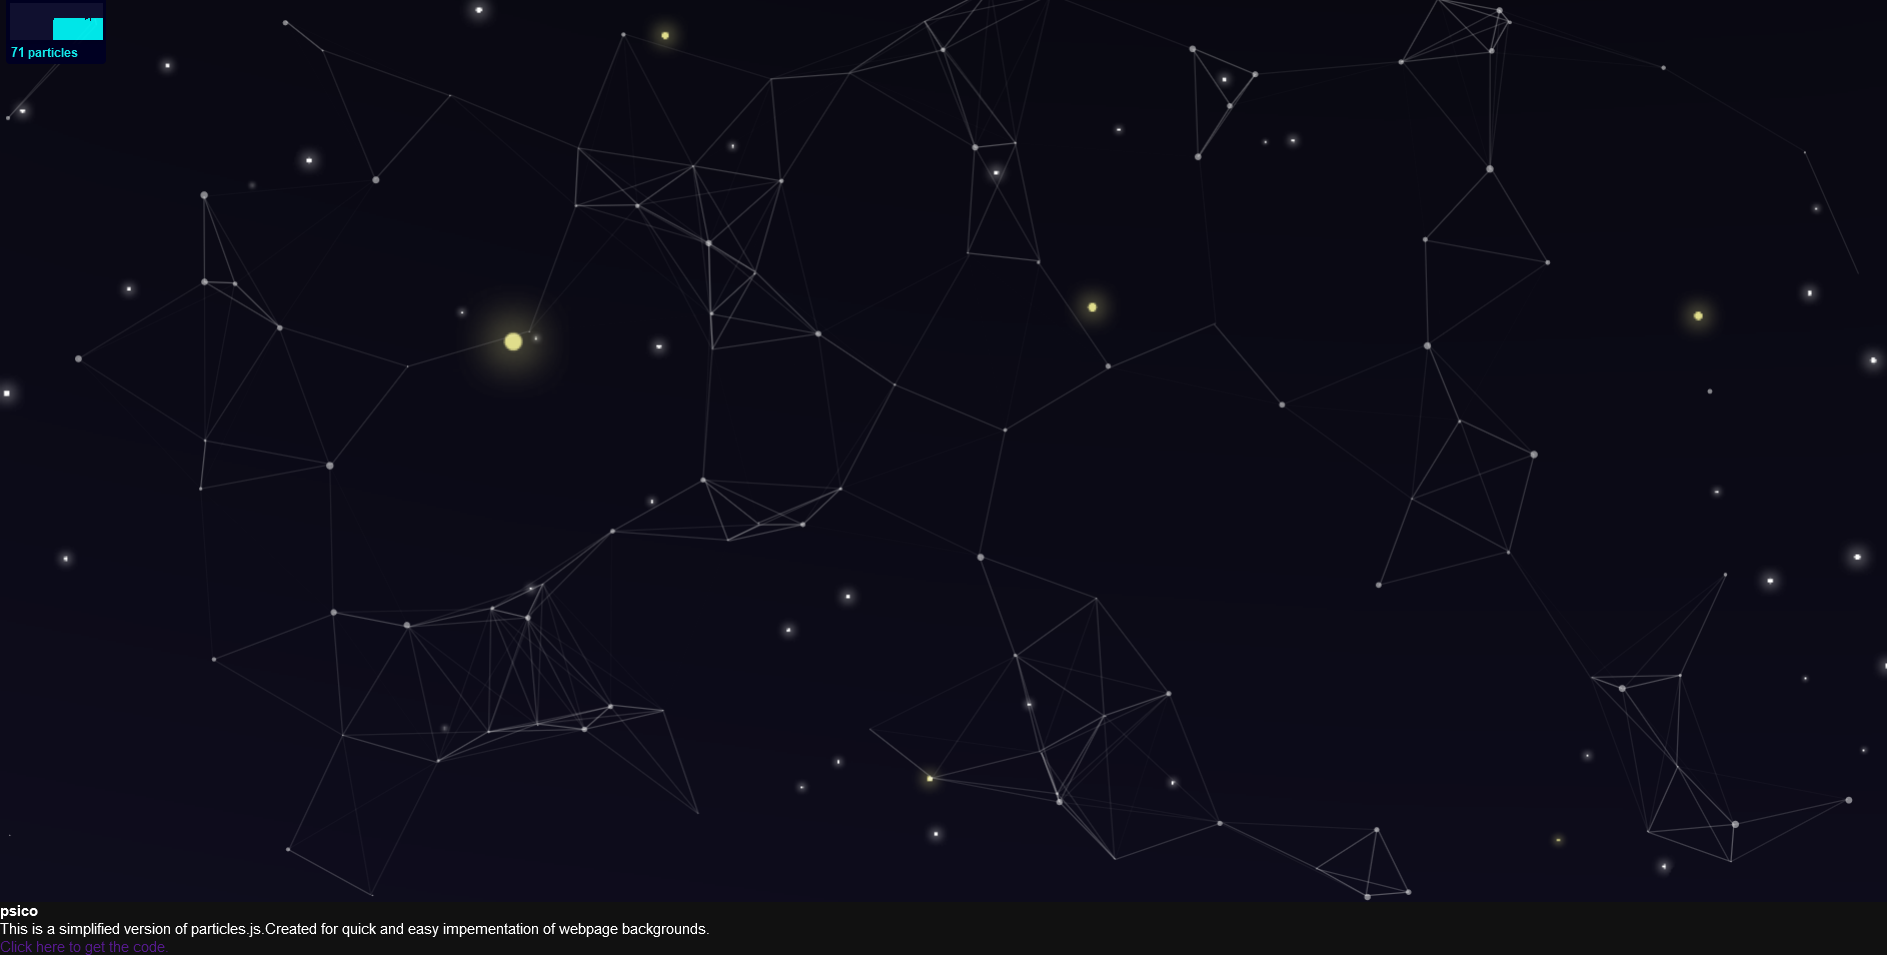 71 particles
psico
This is a simplified version of particles.js.Created for quick and easy impementation of webpage backgrounds.
Click here to get the code.